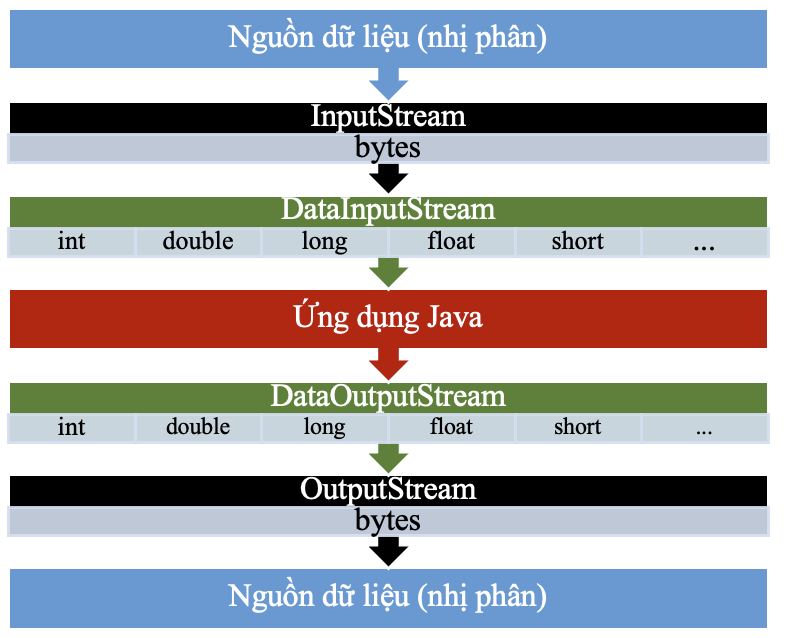 Nguồn dữ liệu (nhị phân)
InputStream
bytes
DataInputStream
int double long float short ...
Ứng dụng Java
DataOutputStream
int double long float short ...
OutputStream
bytes
Nguồn dữ liệu (nhị phân)